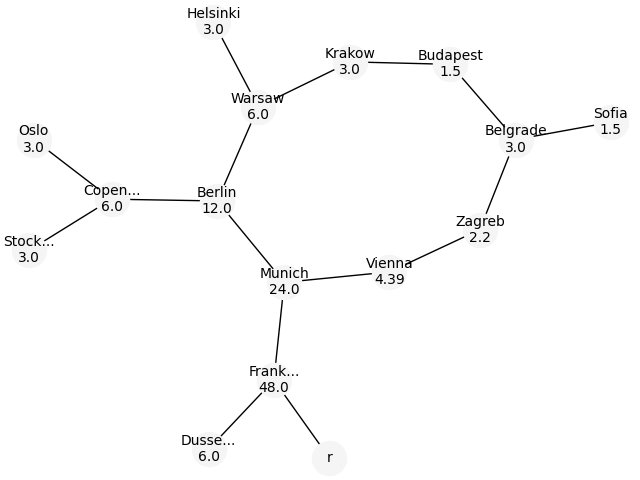 Helsinki
3.0
Krakow
3.0
Budapest
1.5
Warsaw
6.0
Sofia
1.5
Oslo
3.0
Belgrade
3.0
Copen...
6.0
Berlin
12.0
Zagreb
2.2
Stock...
3.0
Vienna
4.39
Munich
24.0
Frank...
48.0
Dusse...
6.0
r